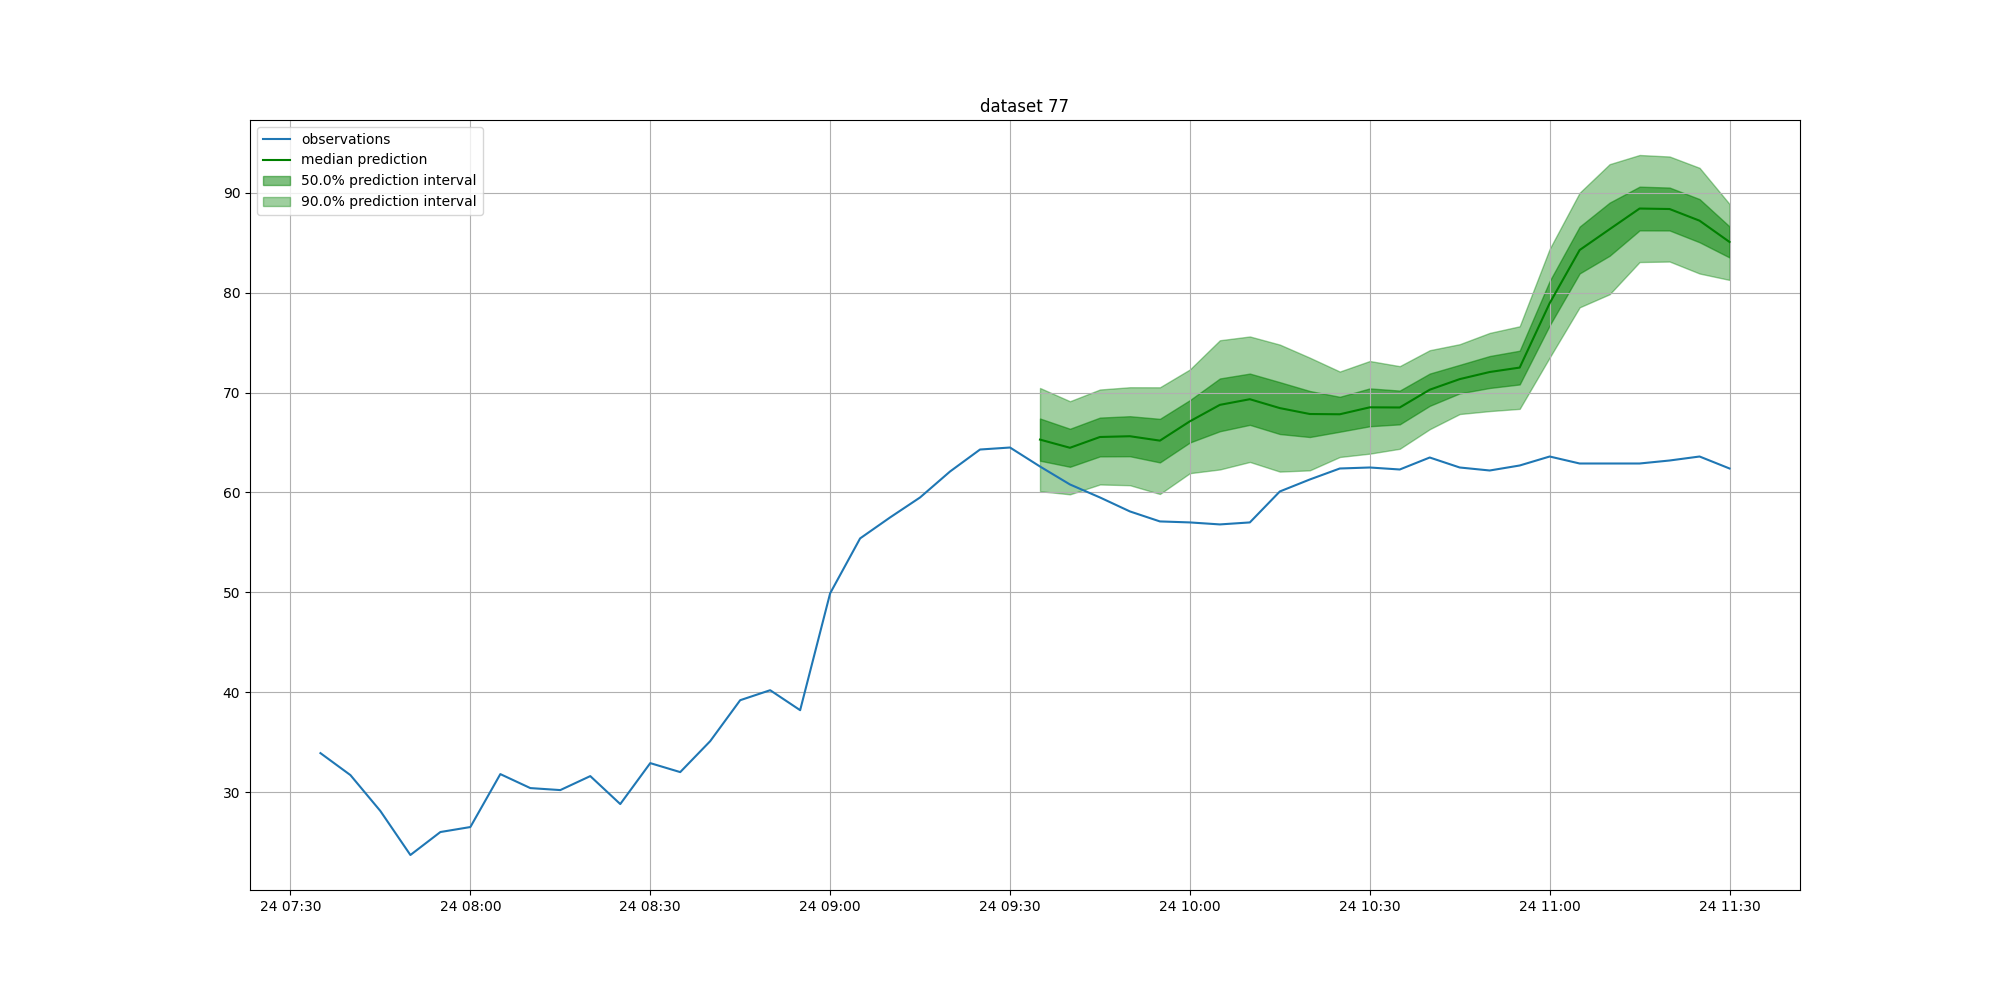 dataset 77
observations
median prediction
50.0% prediction interval
90.0% prediction interval
90
80
70
60
50
40
30
24 07:30 24 08:00 24 08:30 24 09:00 24 09:30 24 10:00 24 10:30 24 11:00 24 11:30